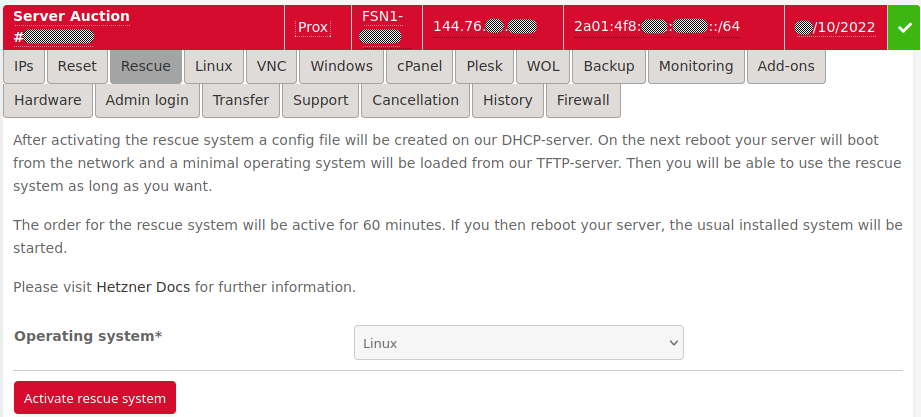 Server Auction
#
Prox
FSN1-
144.76.
2a01:4f8: : ::/64
/10/2022
IPs Reset Rescue Linux VNC Windows cPanel Plesk WOL Backup Monitoring Add-ons
Hardware Admin login Transfer Support Cancellation History Firewall
After activating the rescue system a config file will be created on our DHCP-server. On the next reboot your server will boot
from the network and a minimal operating system will be loaded from our TFTP-server. Then you will be able to use the rescue
system as long as you want.
The order for the rescue system will be active for 60 minutes. If you then reboot your server, the usual installed system will be
started.
Please visit Hetzner Docs for further information.
Operating system*
Linux
Activate rescue system